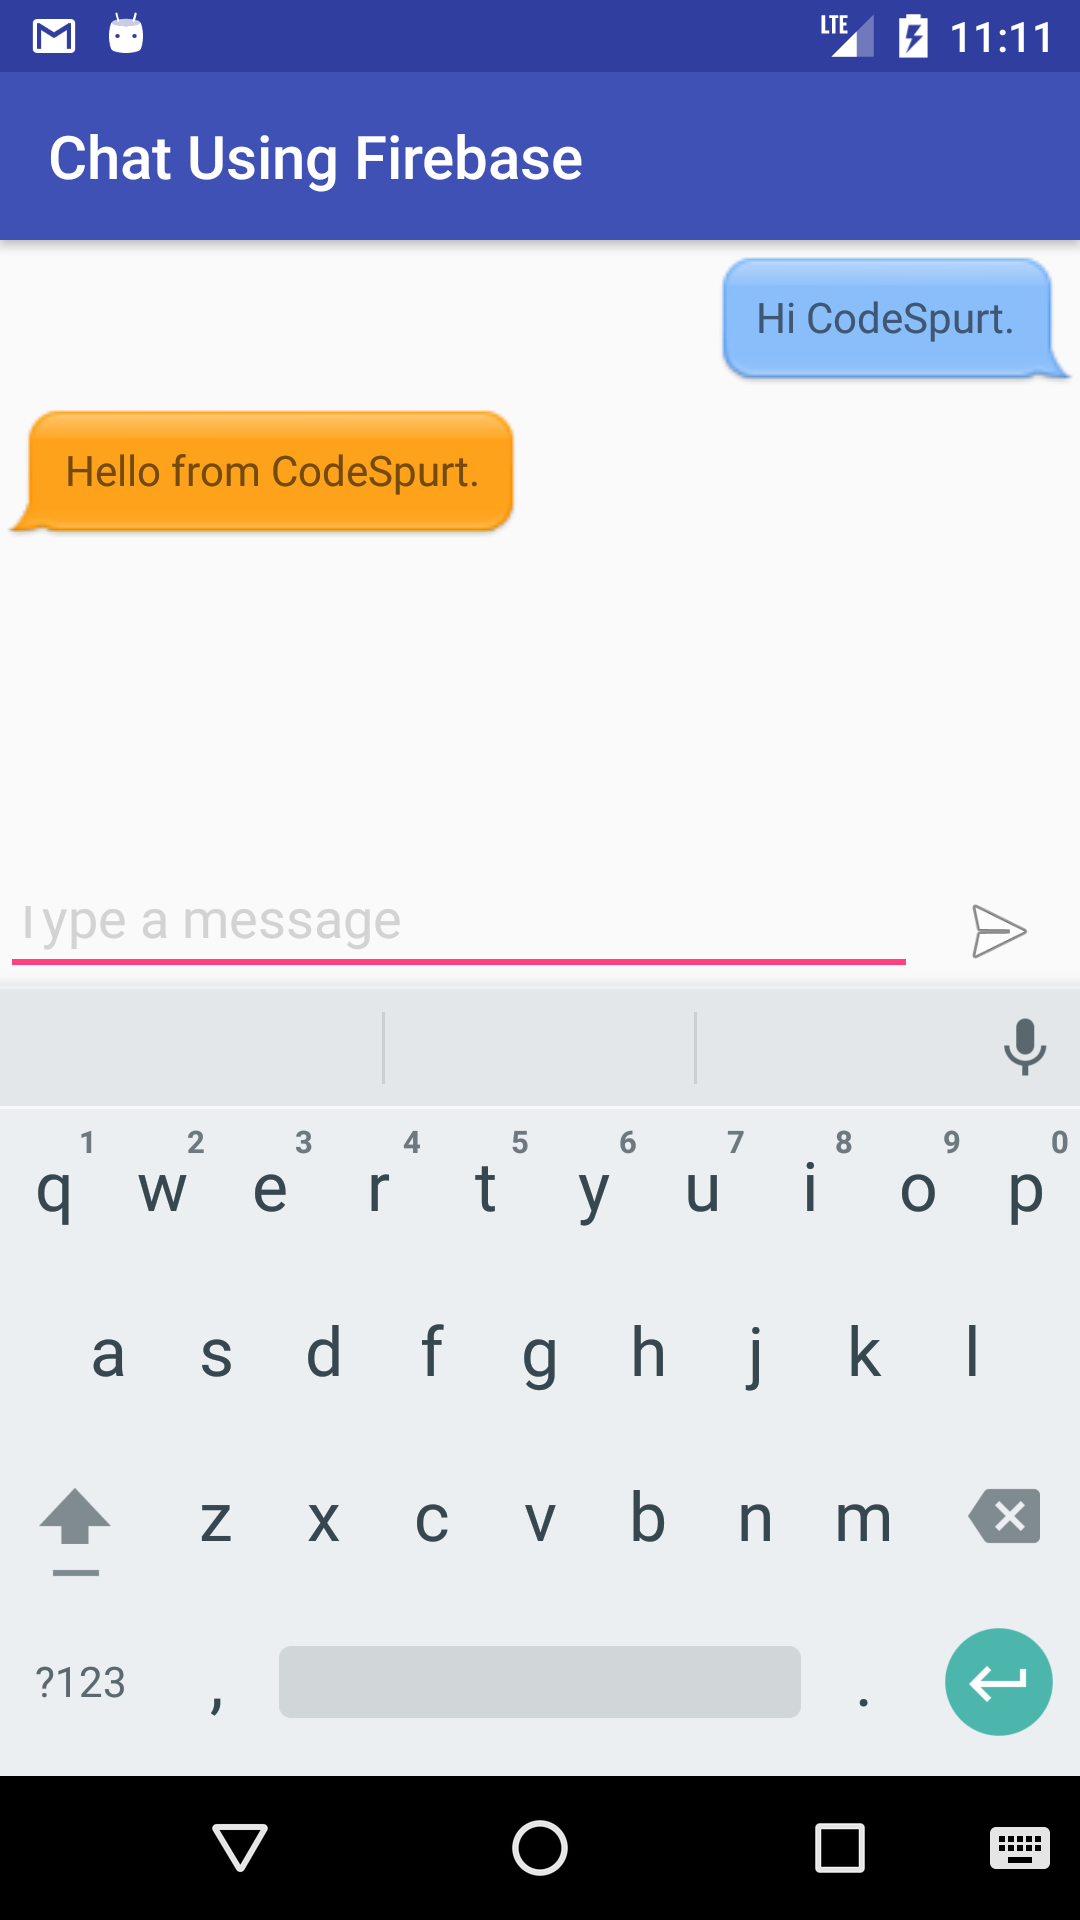 LTE 11:11
Chat Using Firebase
Hi CodeSpurt.
Hello from CodeSpurt.
Type a message
1 2 3 4 5 6 7 8 9 0
q w e r t y u i o p
a s d f g h j k l
z x c v b n m
?123 , .